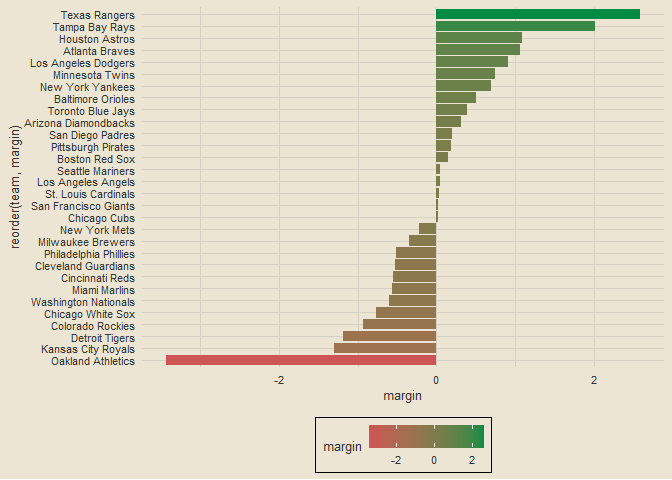 Texas Rangers
Tampa Bay Rays
Houston Astros
Atlanta Braves
Los Angeles Dodgers
Minnesota Twins
New York Yankees
Baltimore Orioles
Toronto Blue Jays
Arizona Diamondbacks
San Diego Padres
Pittsburgh Pirates
Boston Red Sox
Seattle Mariners
Los Angeles Angels
St. Louis Cardinals
San Francisco Giants
Chicago Cubs
New York Mets
Milwaukee Brewers
Philadelphia Phillies
Cleveland Guardians
Cincinnati Reds
Miami Marlins
Washington Nationals
Chicago White Sox
Colorado Rockies
Detroit Tigers
Kansas City Royals
Oakland Athletics
reorder(team, margin)
-2 0 2
margin
margin
-2 0 2